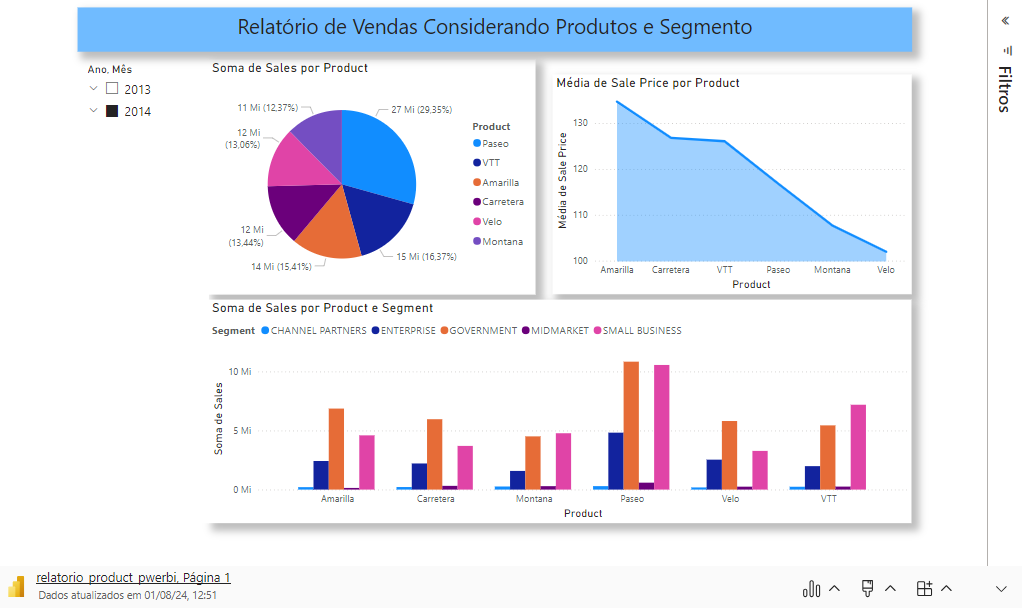 Relatório de Vendas Considerando Produtos e Segmento
Filtros
Ano, Mês
2013
2014
Soma de Sales por Product
11 Mi (12,37%)
27 Mi (29,35%)
12 Mi
(13,06%)
12 Mi
(13,44%)
14 Mi (15,41%)
15 Mi (16,37%)
Product
Paseo
VTT
Amarilla
Carretera
Velo
Montana
Média de Sale Price por Product
Média de Sale Price
130
120
110
100
Amarilla Carretera VTT Paseo Montana Velo
Product
Soma de Sales por Product e Segment
Segment CHANNEL PARTNERS ENTERPRISE GOVERNMENT MIDMARKET SMALL BUSINESS
Soma de Sales
10 Mi
5 Mi
0 Mi
Amarilla Carretera Montana Paseo Velo VTT
Product
relatorio_product_pwerbi, Página 1
Dados atualizados em 01/08/24, 12:51